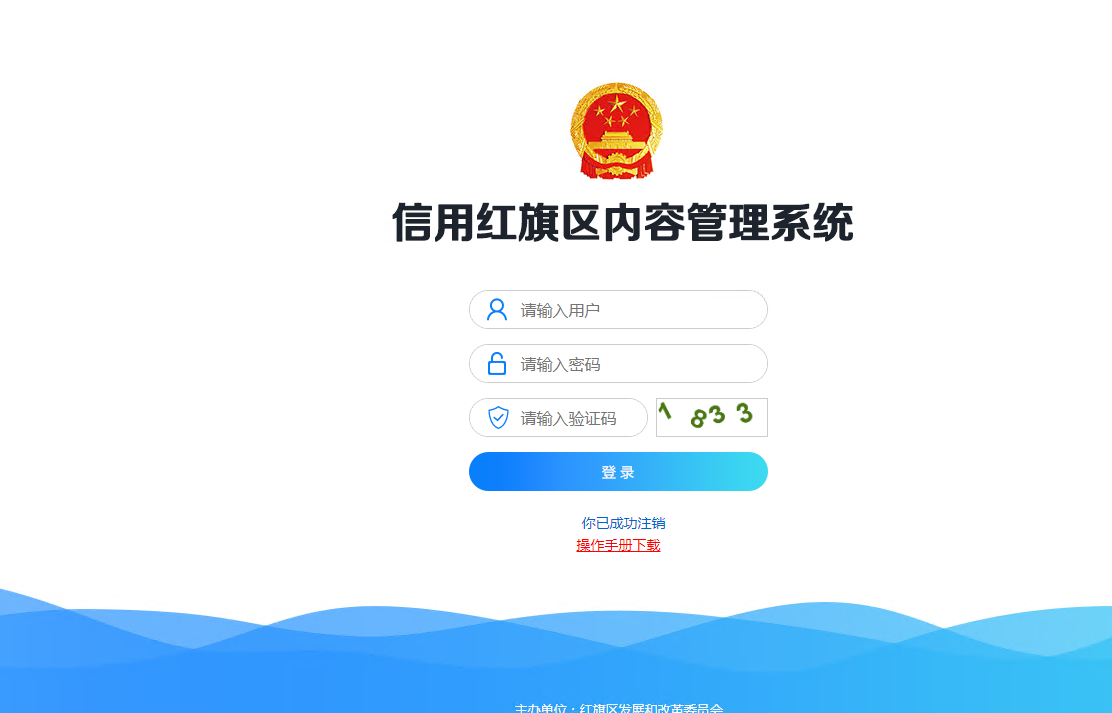 信用红旗区内容管理系统
请输入用户
请输入密码
请输入验证码
1 8 3 3
登 录
你已成功注销
操作手册下载
主办单位：红旗区发展和改革委员会